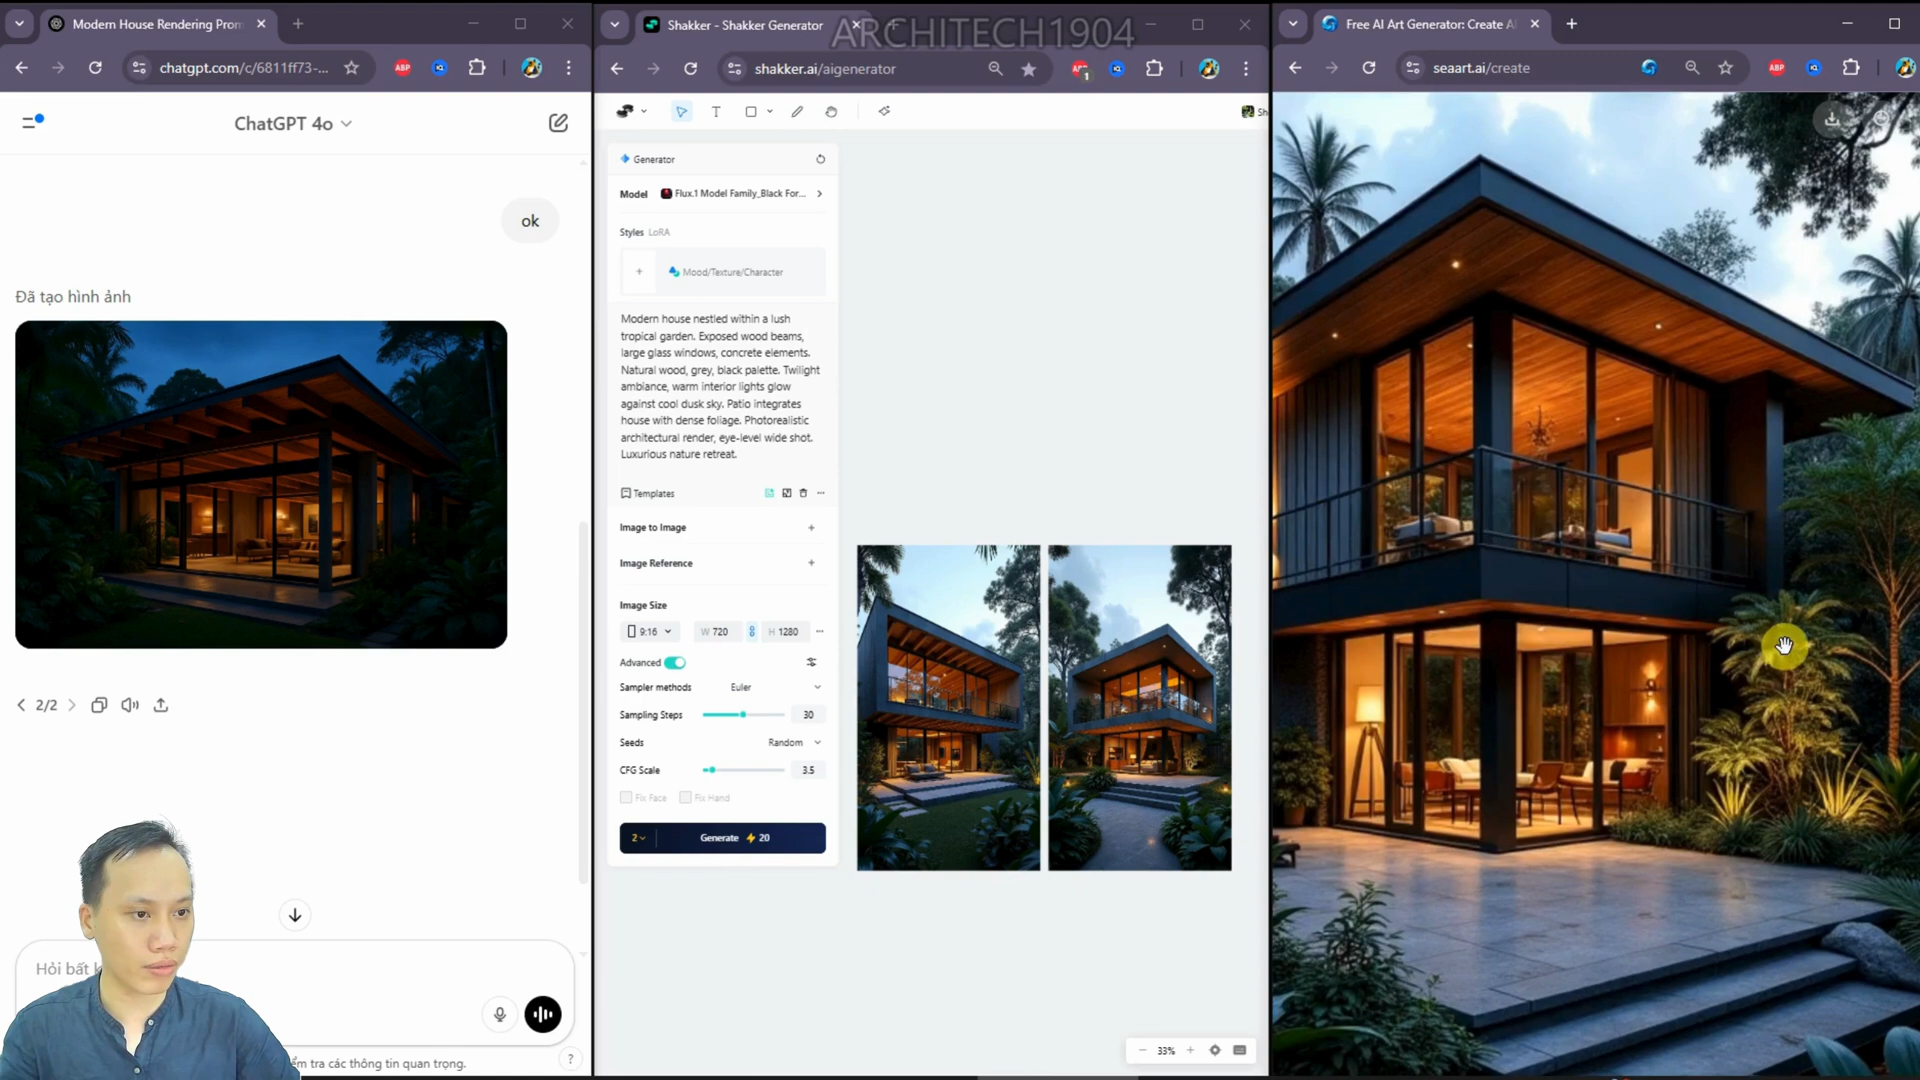 Modern House Rendering Pron
chatgpt.com/c/6811ff73-...
ABP
ChatGPT 4o
ok
Đã tạo hình ảnh
2/2
Hỏi bất k
ểm tra các thông tin quan trọng.
?
Shakker - Shakker Generator
ARCHITECH1904
shakker.ai/aigenerator
1
Sh
Generator
Model Flux.1 Model Family_Black For...
Styles LoRA
Mood/Texture/Character
Modern house nestled within a lush
tropical garden. Exposed wood beams,
large glass windows, concrete elements.
Natural wood, grey, black palette. Twilight
ambiance, warm interior lights glow
against cool dusk sky. Patio integrates
house with dense foliage. Photorealistic
architectural render, eye-level wide shot.
Luxurious nature retreat.
Templates
Image to Image
Image Reference
Image Size
9:16 W 720 H 1280
Advanced
Sampler methods Euler
Sampling Steps 30
Seeds Random
CFG Scale 3.5
Fix Face Fix Hand
2 Generate 20
33%
Free AI Art Generator: Create AI
seaart.ai/create
ABP